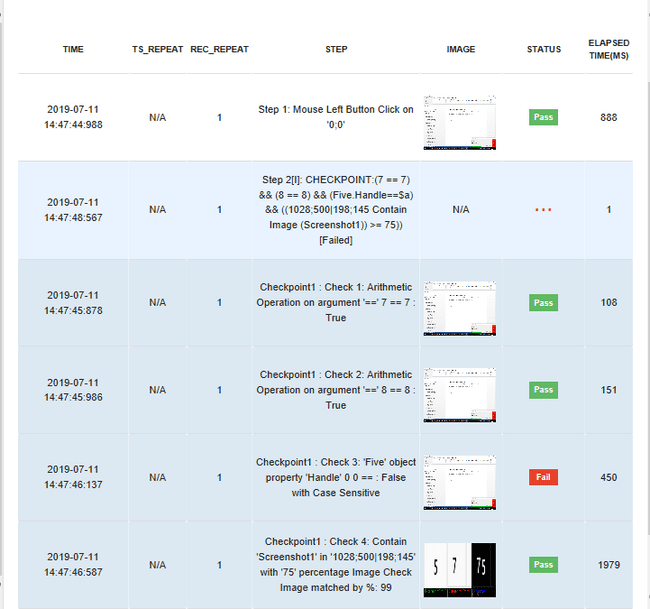 TIME TS_REPEAT REC_REPEAT STEP IMAGE STATUS ELAPSED
TIME(MS)
2019-07-11
14:47:44:988
N/A
1
Step 1: Mouse Left Button Click on
'0;0'
Pass
888
2019-07-11
14:47:48:567
N/A
1
Step 2[I]: CHECKPOINT:(7 == 7)
&& (8 == 8) && (Five.Handle==$a)
&& ((1028;500|198;145 Contain
Image (Screenshot1)) >= 75))
[Failed]
N/A
...
1
2019-07-11
14:47:45:878
N/A
1
Checkpoint1 : Check 1: Arithmetic
Operation on argument '==' 7 == 7 :
True
Pass
108
2019-07-11
14:47:45:986
N/A
1
Checkpoint1 : Check 2: Arithmetic
Operation on argument '==' 8 == 8 :
True
Pass
151
2019-07-11
14:47:46:137
N/A
1
Checkpoint1 : Check 3: 'Five' object
property 'Handle' 0 0 == : False
with Case Sensitive
Fail
450
2019-07-11
14:47:46:587
N/A
1
Checkpoint1 : Check 4: Contain
'Screenshot1' in '1028;500|198;145'
with '75' percentage Image Check
Image matched by %: 99
5 7 75
Pass
1979